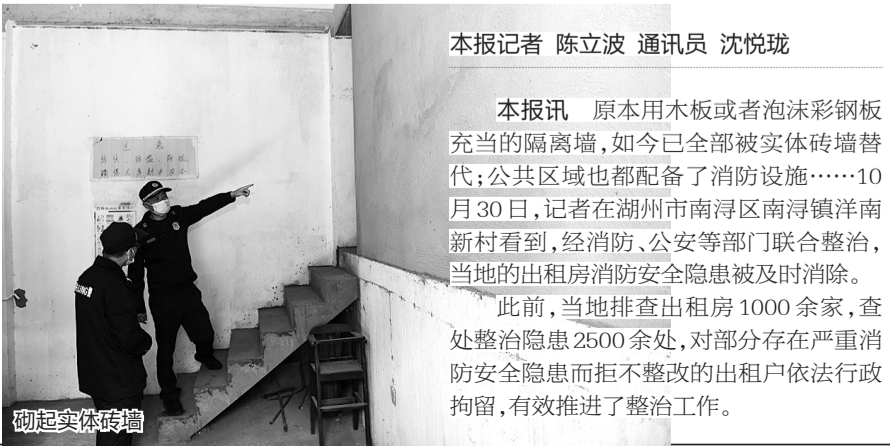 本报记者 陈立波 通讯员 沈悦珑
本报讯 原本用木板或者泡沫彩钢板
充当的隔离墙,如今已全部被实体砖墙替
代;公共区域也都配备了消防设施……10
月30日,记者在湖州市南浔区南浔镇洋南
新村看到,经消防、公安等部门联合整治,
当地的出租房消防安全隐患被及时消除。
此前,当地排查出租房1000余家,查
处整治隐患2500余处,对部分存在严重消
防安全隐患而拒不整改的出租户依法行政
拘留,有效推进了整治工作。
砌起实体砖墙